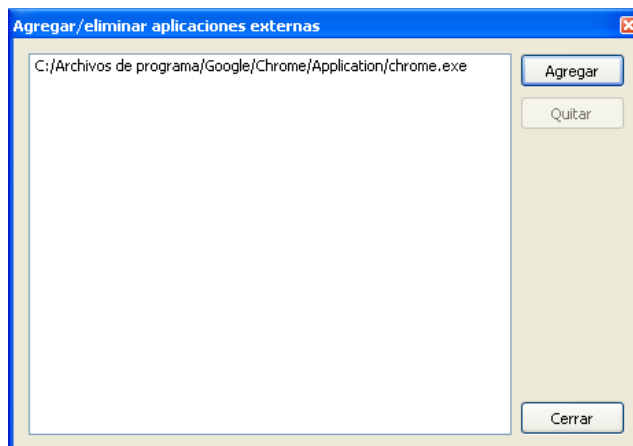 Agregar/eliminar aplicaciones externas
C:/Archivos de programa/Google/Chrome/Application/chrome.exe
Agregar
Quitar
Cerrar